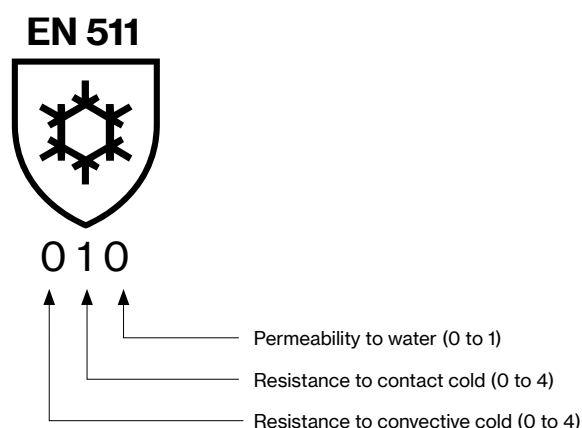 EN 511
0 1 0
Permeability to water (0 to 1)
Resistance to contact cold (0 to 4)
Resistance to convective cold (0 to 4)